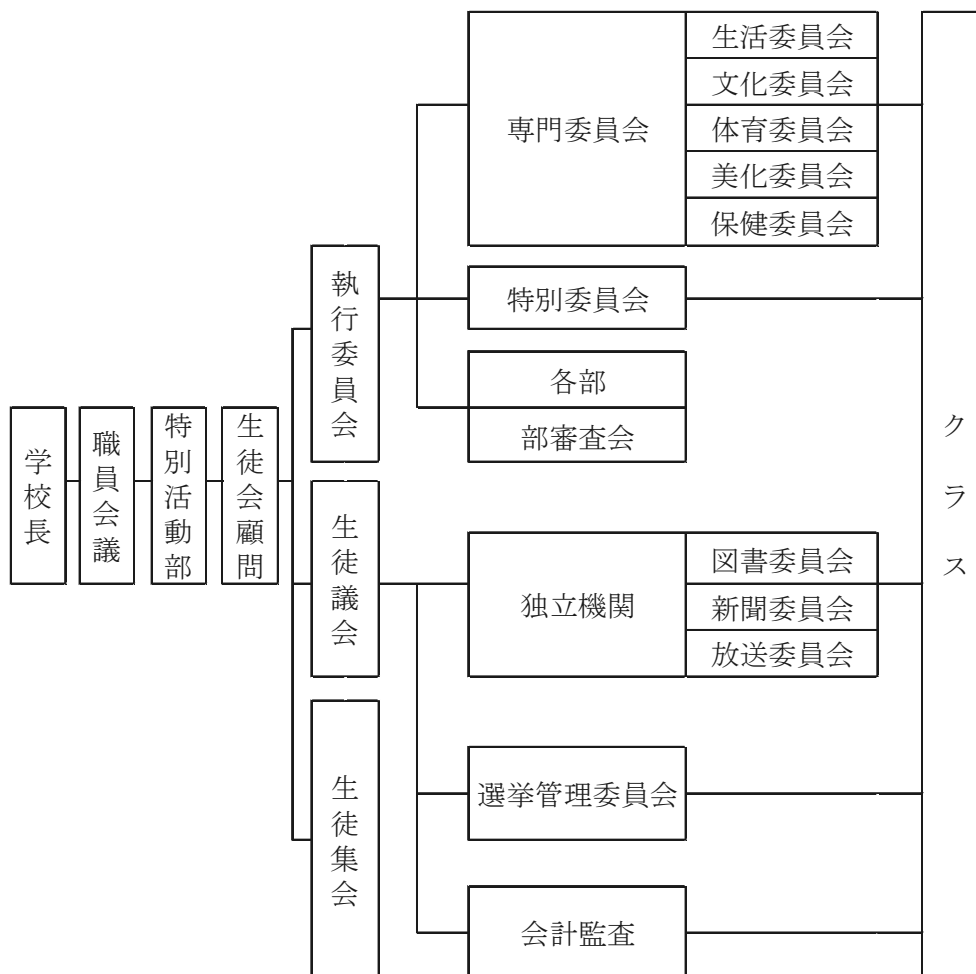 学校長
職員会議
特別活動部
生徒会顧問
執行委員会
生徒議会
生徒集会
専門委員会
生活委員会
文化委員会
体育委員会
美化委員会
保健委員会
特別委員会
各部
部審査会
独立機関
図書委員会
新聞委員会
放送委員会
選挙管理委員会
会計監査
クラス